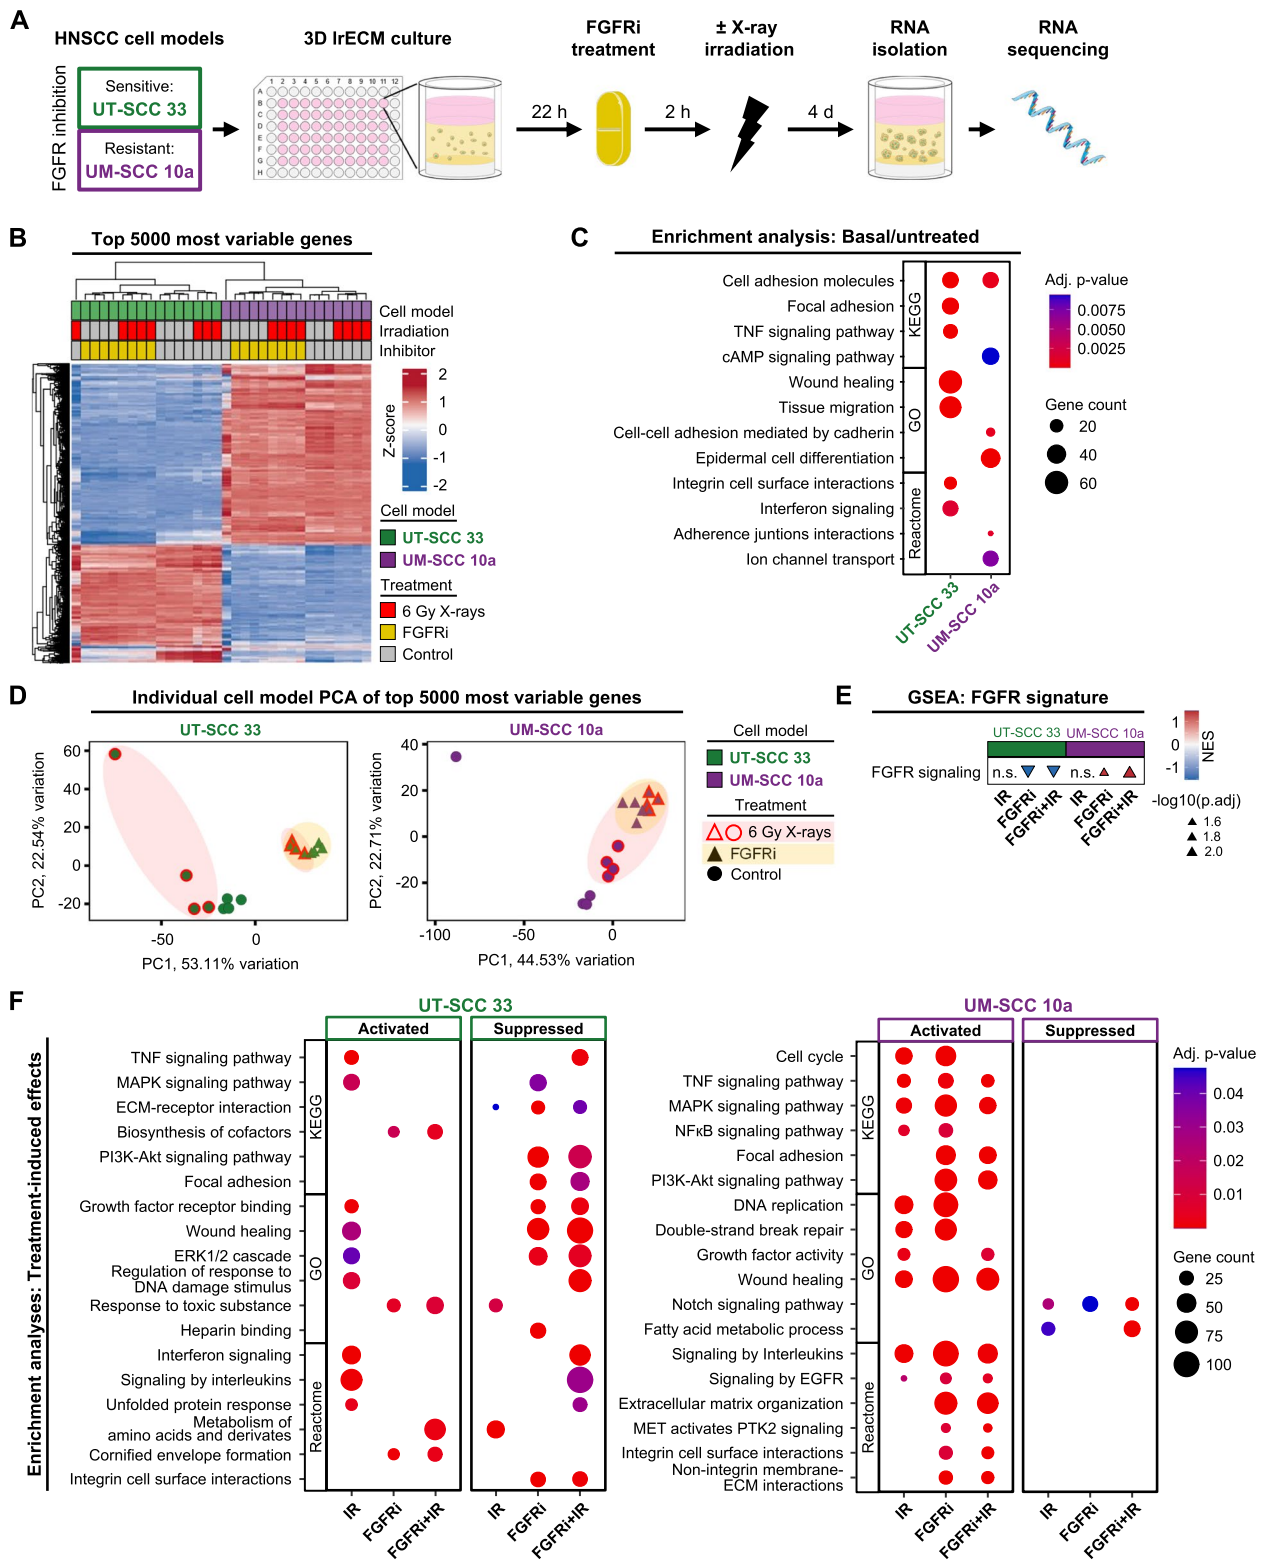 A
HNSCC cell models
3D lrECM culture
FGFRi
treatment
± X-ray
irradiation
RNA
isolation
RNA
sequencing
FGFR inhibition
Sensitive:
UT-SCC 33
Resistant:
UM-SCC 10a
1 2 3 4 5 6 7 8 9 10 11 12
A
B
C
D
E
F
G
H
22 h
2 h
4 d
B
Top 5000 most variable genes
Cell model
Irradiation
Inhibitor
Z-score
2
1
0
-1
-2
Cell model
UT-SCC 33
UM-SCC 10a
Treatment
6 Gy X-rays
FGFRi
Control
C
Enrichment analysis: Basal/untreated
Cell adhesion molecules
Focal adhesion
TNF signaling pathway
cAMP signaling pathway
Wound healing
Tissue migration
Cell-cell adhesion mediated by cadherin
Epidermal cell differentiation
Integrin cell surface interactions
Interferon signaling
Adherence juntions interactions
Ion channel transport
KEGG
GO
Reactome
UT-SCC 33
UM-SCC 10a
Adj. p-value
0.0075
0.0050
0.0025
Gene count
20
40
60
D
Individual cell model PCA of top 5000 most variable genes
UT-SCC 33
PC2, 22.54% variation
60
40
20
0
-20
-50
0
PC1, 53.11% variation
UM-SCC 10a
PC2, 22.71% variation
40
20
0
-20
-100
-50
0
PC1, 44.53% variation
Cell model
UT-SCC 33
UM-SCC 10a
Treatment
6 Gy X-rays
FGFRi
Control
E
GSEA: FGFR signature
UT-SCC 33
UM-SCC 10a
FGFR signaling
n.s.
n.s.
IR
FGFRi
FGFRi+IR
IR
FGFRi
FGFRi+IR
1
0
-1
NES
-log10(p.adj)
1.6
1.8
2.0
F
Enrichment analyses: Treatment-induced effects
UT-SCC 33
Activated
Suppressed
TNF signaling pathway
MAPK signaling pathway
ECM-receptor interaction
Biosynthesis of cofactors
PI3K-Akt signaling pathway
Focal adhesion
Growth factor receptor binding
Wound healing
ERK1/2 cascade
Regulation of response to
DNA damage stimulus
Response to toxic substance
Heparin binding
Interferon signaling
Signaling by interleukins
Unfolded protein response
Metabolism of
amino acids and derivates
Cornified envelope formation
Integrin cell surface interactions
KEGG
GO
Reactome
IR
FGFRi
FGFRi+IR
IR
FGFRi
FGFRi+IR
UM-SCC 10a
Activated
Suppressed
Cell cycle
TNF signaling pathway
MAPK signaling pathway
NFκB signaling pathway
Focal adhesion
PI3K-Akt signaling pathway
DNA replication
Double-strand break repair
Growth factor activity
Wound healing
Notch signaling pathway
Fatty acid metabolic process
Signaling by Interleukins
Signaling by EGFR
Extracellular matrix organization
MET activates PTK2 signaling
Integrin cell surface interactions
Non-integrin membrane-
ECM interactions
KEGG
GO
Reactome
IR
FGFRi
FGFRi+IR
IR
FGFRi
FGFRi+IR
Adj. p-value
0.04
0.03
0.02
0.01
Gene count
25
50
75
100